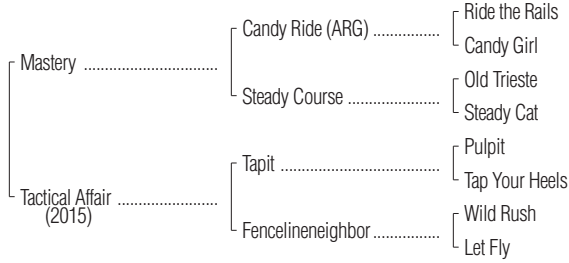 Ride the Rails
Candy Ride (ARG) ................
Candy Girl
Mastery ................................
Old Trieste
Steady Course ......................
Steady Cat
Pulpit
Tapit ......................................
Tap Your Heels
Tactical Affair ........................
(2015)
Wild Rush
Fencelineneighbor ................
Let Fly